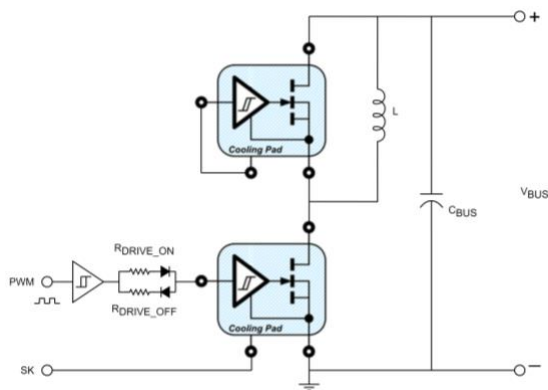 +
Cooling Pad
L
CBUS
VBUS
RDRIVE_ON
PWM
RDRIVE_OFF
Cooling Pad
SK
−